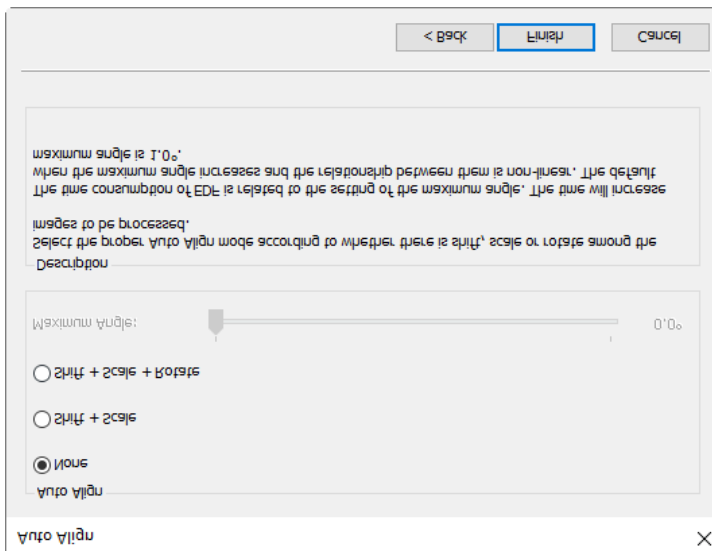 Auto Align
Auto Align
None
Shift + Scale
Shift + Scale + Rotate
Maximum Angle:
0.0°
Description
Select the proper Auto Align mode according to whether there is shift, scale or rotate among the
images to be processed.
The time consumption of EDF is related to the setting of the maximum angle. The time will increase
when the maximum angle increases and the relationship between them is non-linear. The default
maximum angle is 1.0°.
< Back
Finish
Cancel